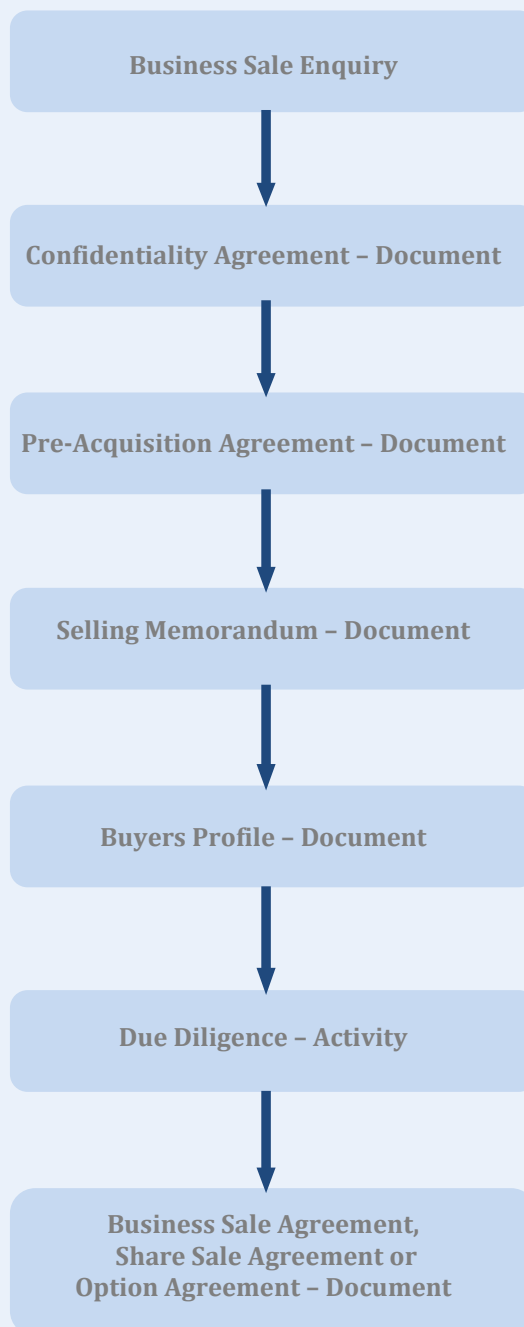 Business Sale Enquiry
Confidentiality Agreement – Document
Pre-Acquisition Agreement – Document
Selling Memorandum – Document
Buyers Profile – Document
Due Diligence – Activity
Business Sale Agreement,
Share Sale Agreement or
Option Agreement – Document